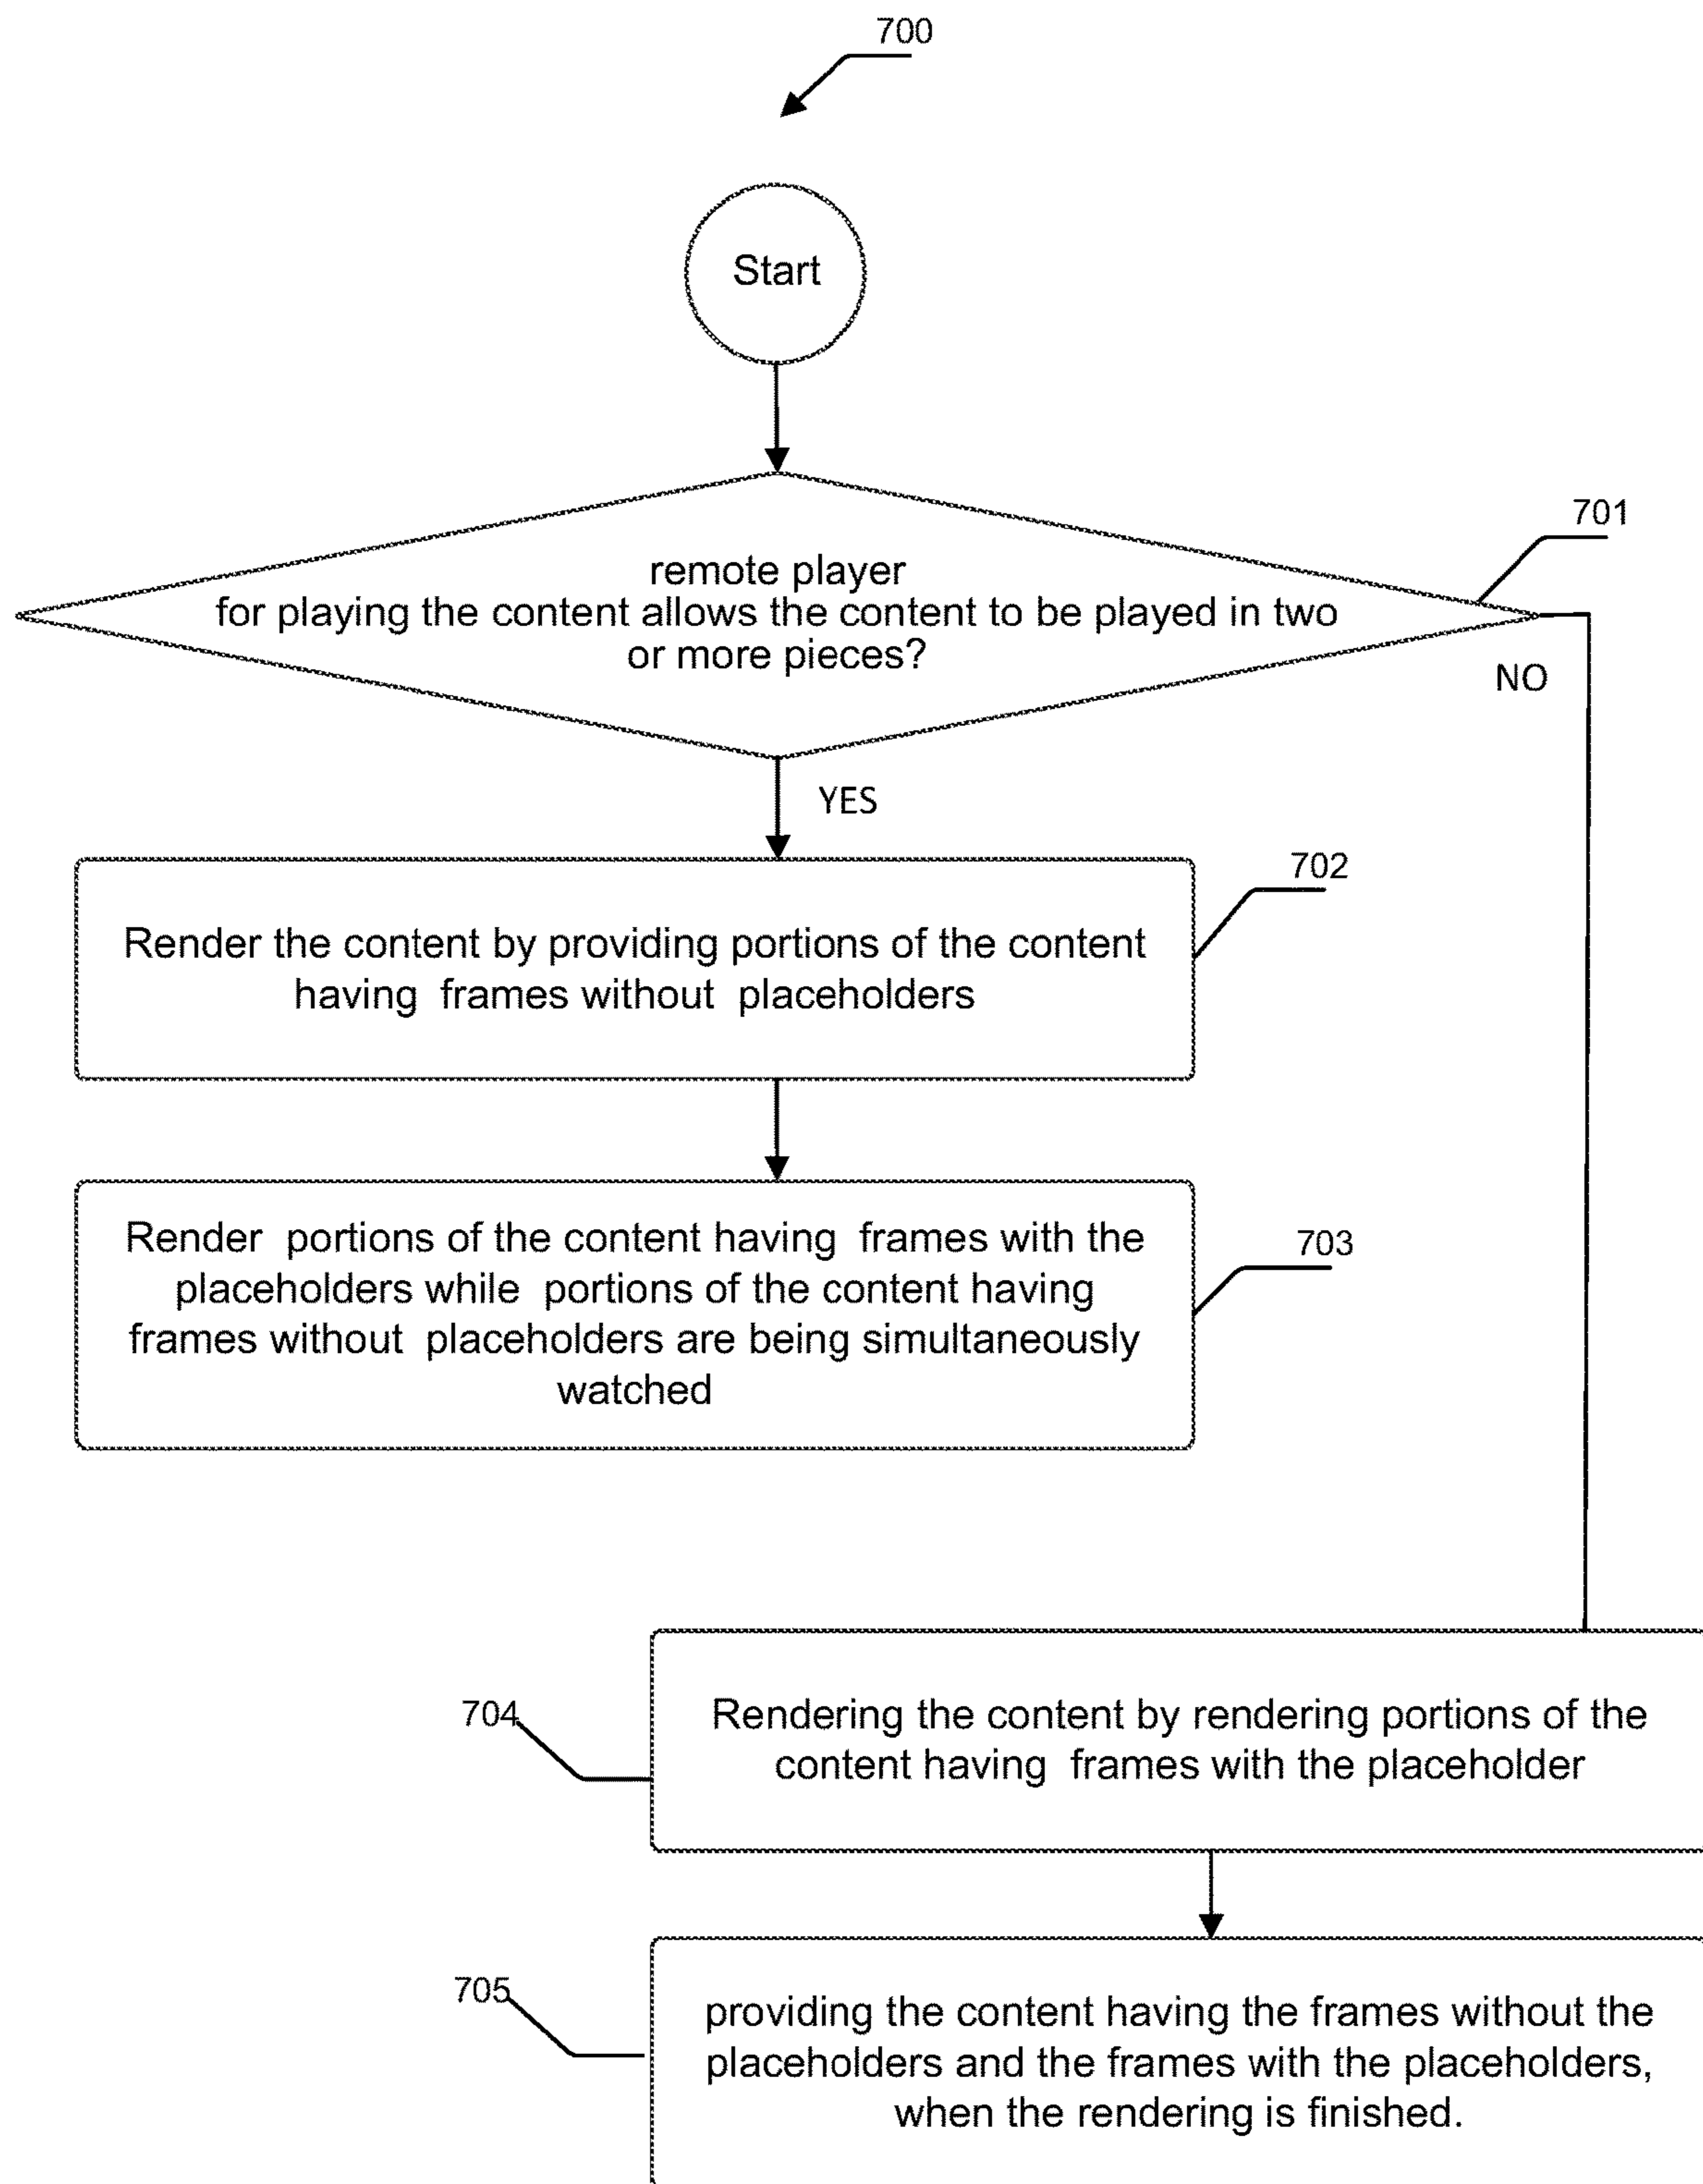 700
Start
701
remote player
for playing the content allows the content to be played in two
or more pieces?
NO
YES
702
Render the content by providing portions of the content
having frames without placeholders
703
Render portions of the content having frames with the
placeholders while portions of the content having
frames without placeholders are being simultaneously
watched
704
Rendering the content by rendering portions of the
content having frames with the placeholder
705
providing the content having the frames without the
placeholders and the frames with the placeholders,
when the rendering is finished.